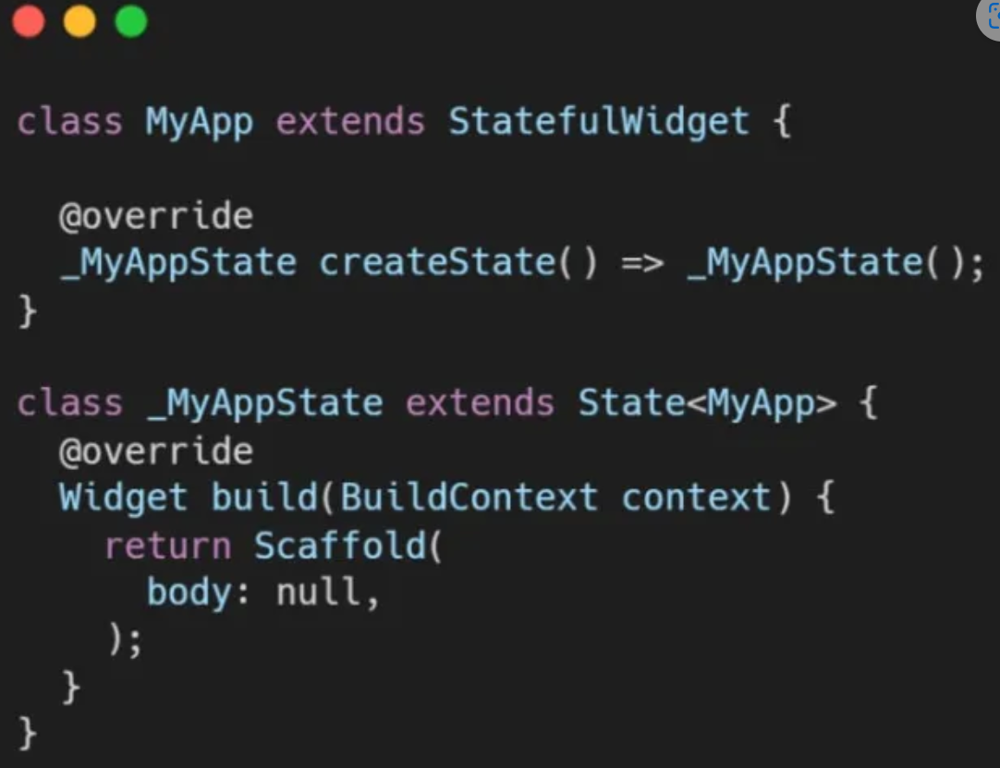 class MyApp extends StatefulWidget {
@override
_MyAppState createState() => _MyAppState();
}
class _MyAppState extends State<MyApp> {
@override
Widget build(BuildContext context) {
return Scaffold(
body: null,
);
}
}